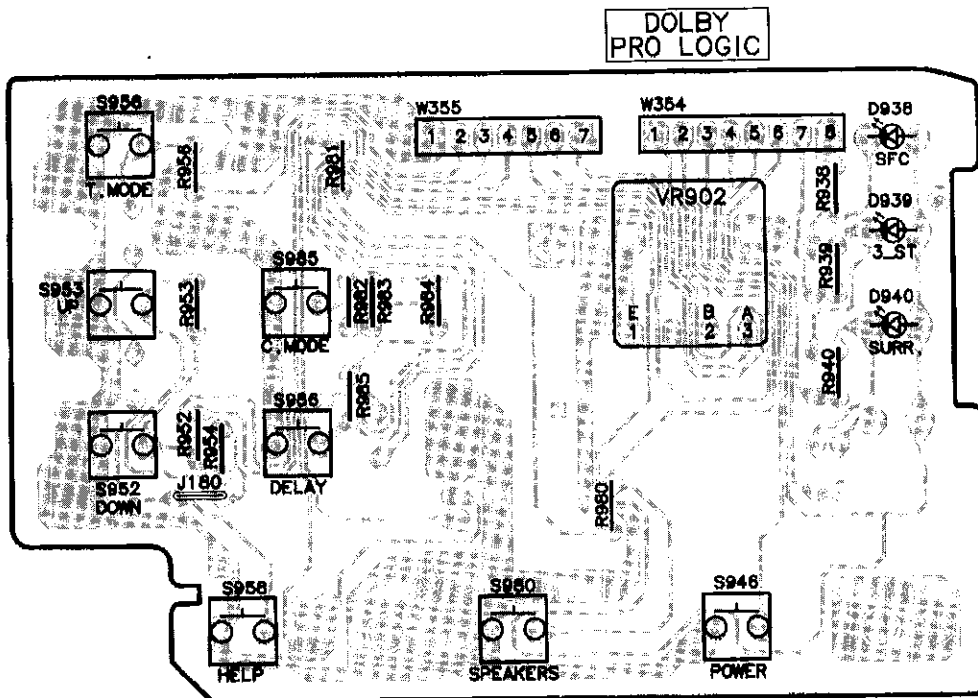 DOLBY
PRO LOGIC
S956
T. MODE
R956
R981
W355
1 2 3 4 5 6 7
W354
1 2 3 4 5 6 7 8
D938
SFC
R938
VR902
F
1
B
2
A
3
D939
3_ST
R939
D940
SURR.
R940
S953
UP
R953
S985
C. MODE
R982
R983
R984
R985
S986
DELAY
R952
R954
S952
DOWN
J180
R980
S958
HELP
S980
SPEAKERS
S946
POWER